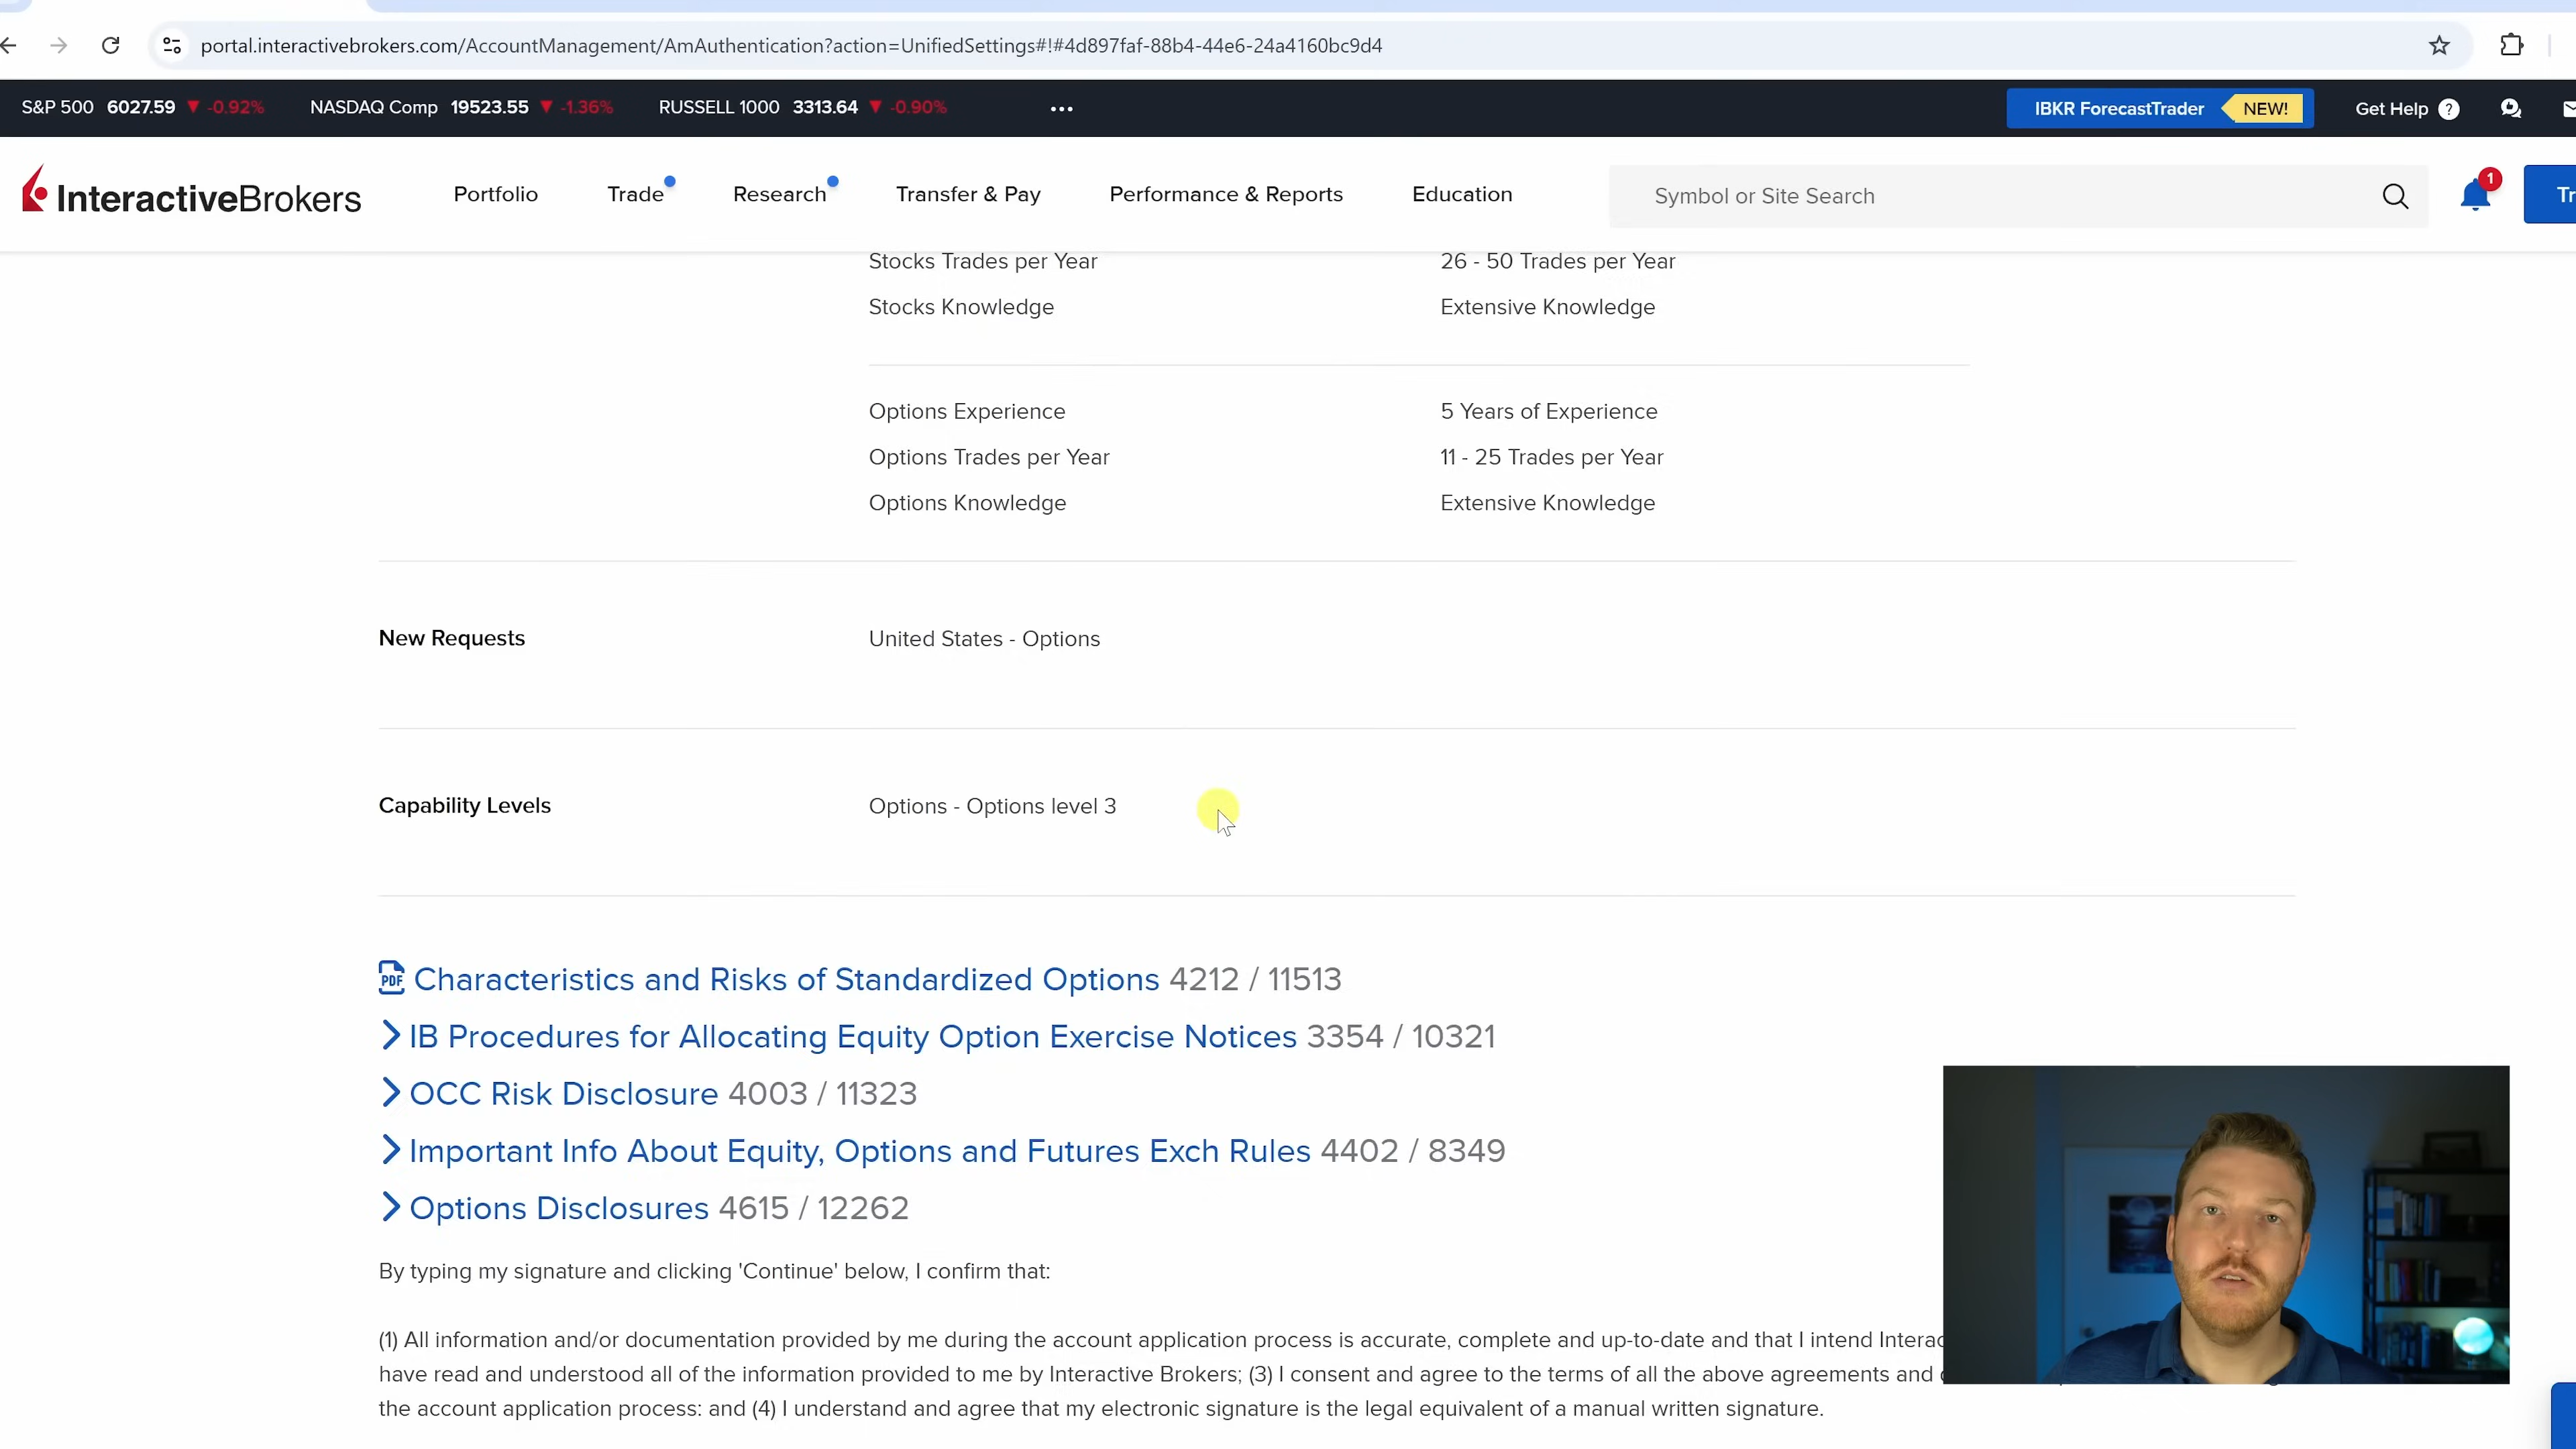 portal.interactivebrokers.com/AccountManagement/AmAuthentication?action=UnifiedSettings#!#4d897faf-88b4-44e6-24a4160bc9d4
S&P 500 6027.59 ▼ -0.92% NASDAQ Comp 19523.55 ▼ -1.36% RUSSELL 1000 3313.64 ▼ -0.90% ••• IBKR ForecastTrader NEW! Get Help ?
InteractiveBrokers Portfolio Trade Research Transfer & Pay Performance & Reports Education Symbol or Site Search 1
Stocks Trades per Year 26 - 50 Trades per Year
Stocks Knowledge Extensive Knowledge
Options Experience 5 Years of Experience
Options Trades per Year 11 - 25 Trades per Year
Options Knowledge Extensive Knowledge
New Requests United States - Options
Capability Levels Options - Options level 3
PDF Characteristics and Risks of Standardized Options 4212 / 11513
IB Procedures for Allocating Equity Option Exercise Notices 3354 / 10321
OCC Risk Disclosure 4003 / 11323
Important Info About Equity, Options and Futures Exch Rules 4402 / 8349
Options Disclosures 4615 / 12262
By typing my signature and clicking 'Continue' below, I confirm that:
(1) All information and/or documentation provided by me during the account application process is accurate, complete and up-to-date and that I intend
have read and understood all of the information provided to me by Interactive Brokers; (3) I consent and agree to the terms of all the above agreements and
the account application process: and (4) I understand and agree that my electronic signature is the legal equivalent of a manual written signature.